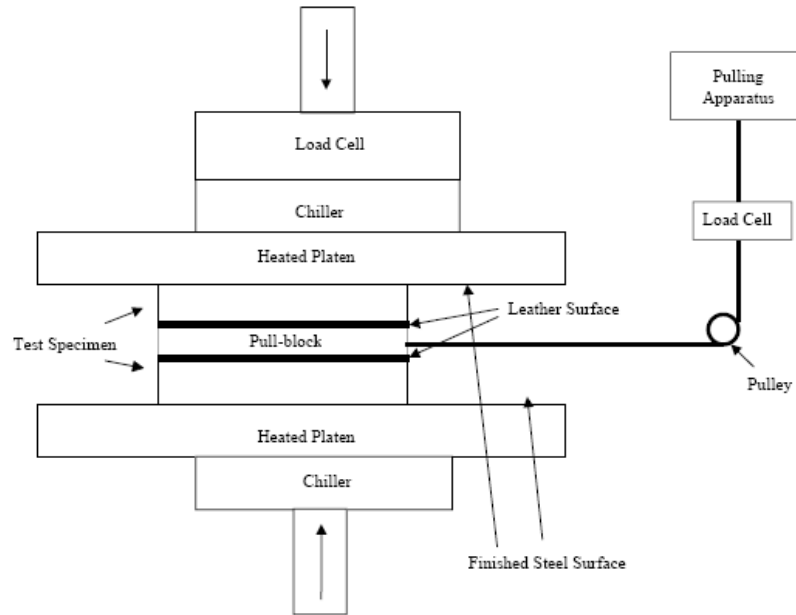 Pulling
Apparatus
Load Cell
Chiller
Load Cell
Heated Platen
Leather Surface
Test Specimen
Pull-block
Pulley
Heated Platen
Chiller
Finished Steel Surface